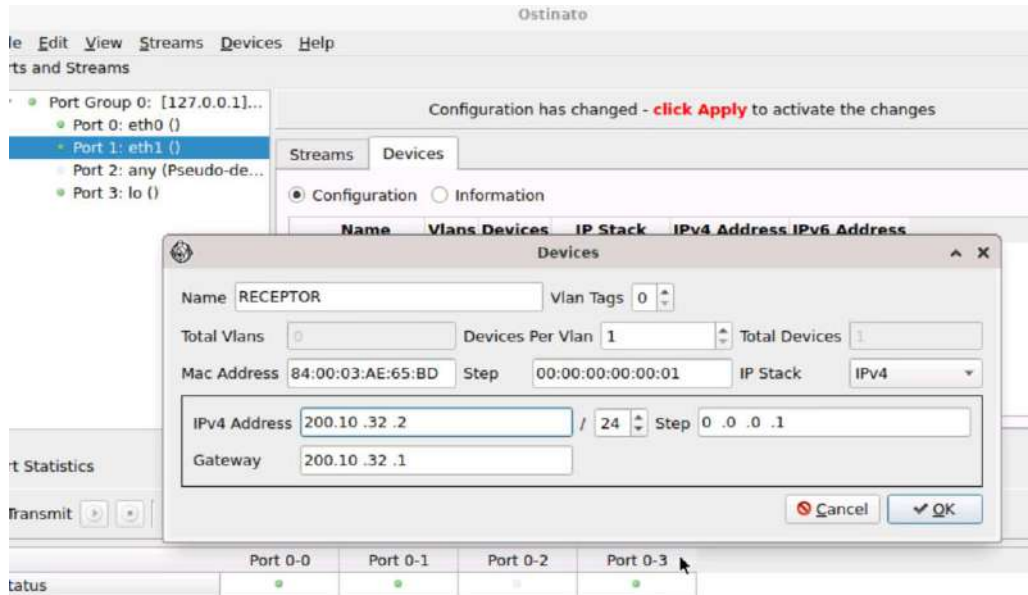 Ostinato
le Edit View Streams Devices Help
rts and Streams
Port Group 0: [127.0.0.1]...
Port 0: eth0 ()
Port 1: eth1 ()
Port 2: any (Pseudo-de...
Port 3: lo ()
Configuration has changed - click Apply to activate the changes
Streams Devices
Configuration Information
Name Vlans Devices IP Stack IPv4 Address IPv6 Address
Devices
Name RECEPTOR Vlan Tags 0
Total Vlans 0 Devices Per Vlan 1 Total Devices 1
Mac Address 84:00:03:AE:65:BD Step 00:00:00:00:00:01 IP Stack IPv4
IPv4 Address 200.10 .32 .2 / 24 Step 0 .0 .0 .1
Gateway 200.10 .32 .1
Cancel OK
rt Statistics
Transmit
Port 0-0 Port 0-1 Port 0-2 Port 0-3
tatus